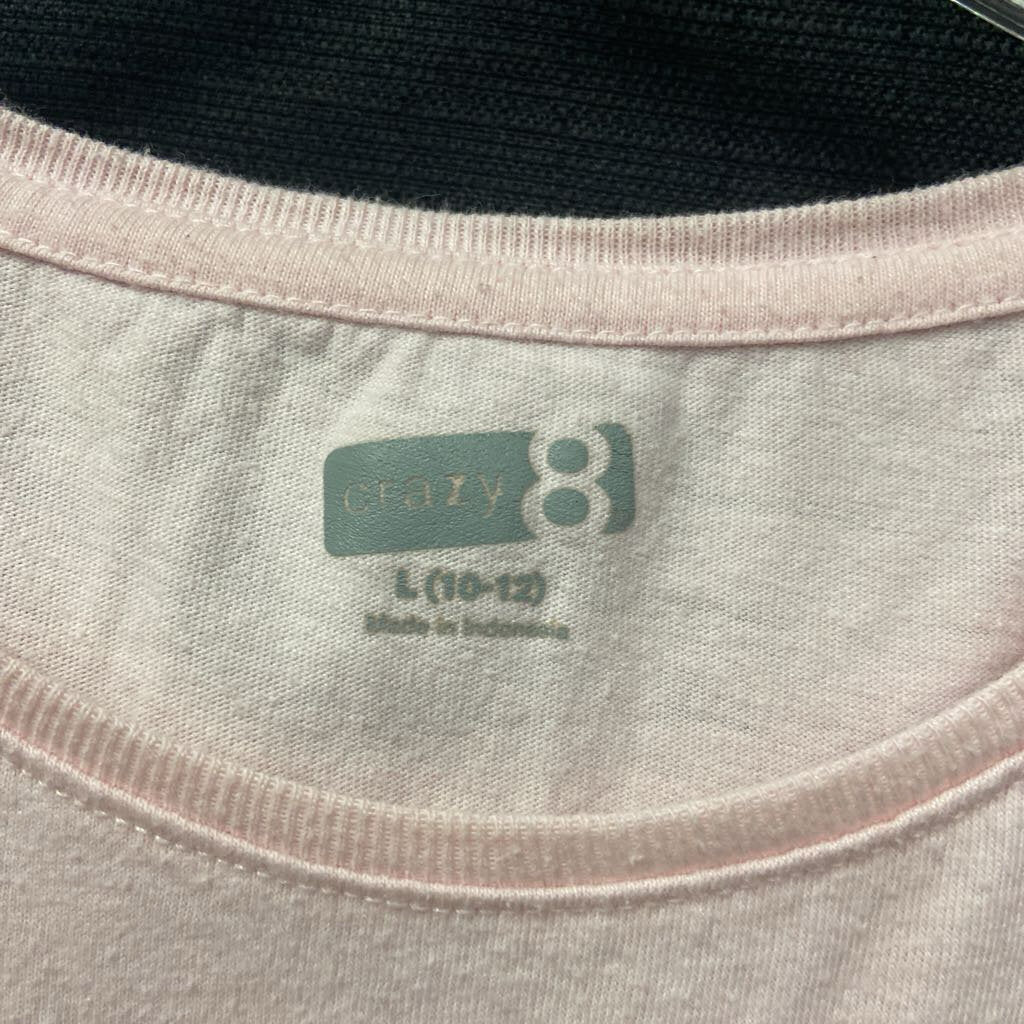 crazy 8
L (10-12)
Made in Indonesia